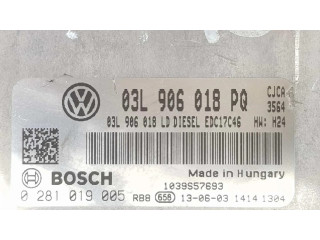 03L 906 018 PQ
CJCA
3564
03L 906 018 LD DIESEL EDC17C46 HW: H24
Made in Hungary
BOSCH
1039S57693
0 281 019 005 RBB 658 13-06-03 1414 1304